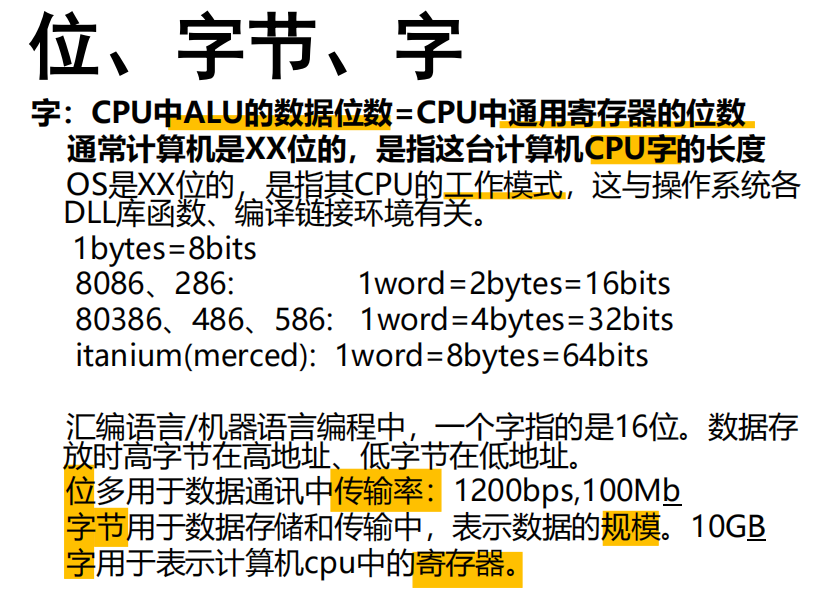 位、字节、字
字：CPU中ALU的数据位数=CPU中通用寄存器的位数
通常计算机是XX位的，是指这台计算机CPU字的长度
OS是XX位的，是指其CPU的工作模式，这与操作系统各
DLL库函数、编译链接环境有关。
1bytes=8bits
8086、286: 1word=2bytes=16bits
80386、486、586: 1word=4bytes=32bits
itanium(merced): 1word=8bytes=64bits
汇编语言/机器语言编程中，一个字指的是16位。数据存
放时高字节在高地址、低字节在低地址。
位多用于数据通讯中传输率：1200bps,100Mb
字节用于数据存储和传输中，表示数据的规模。10GB
字用于表示计算机cpu中的寄存器。